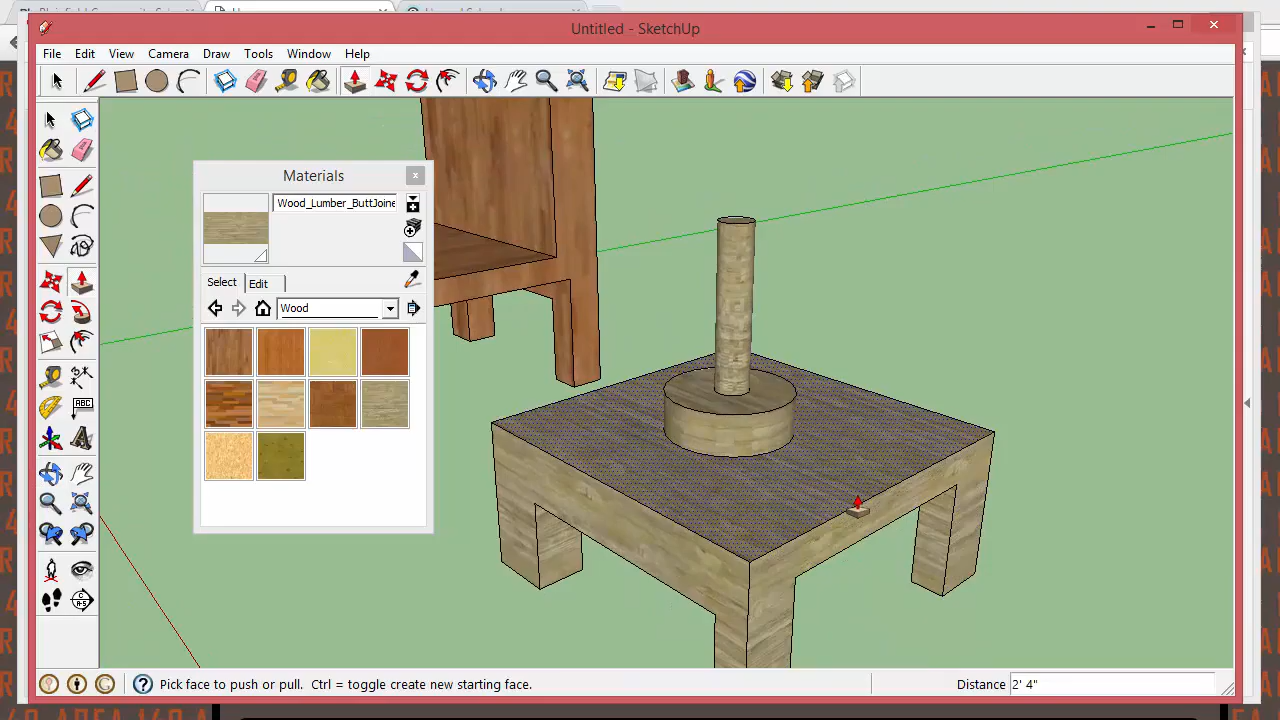 Untitled - SketchUp
File Edit View Camera Draw Tools Window Help
Materials
Wood_Lumber_ButtJoine
Select Edit
Wood
ABC
Pick face to push or pull. Ctrl = toggle create new starting face.
Distance 2' 4"